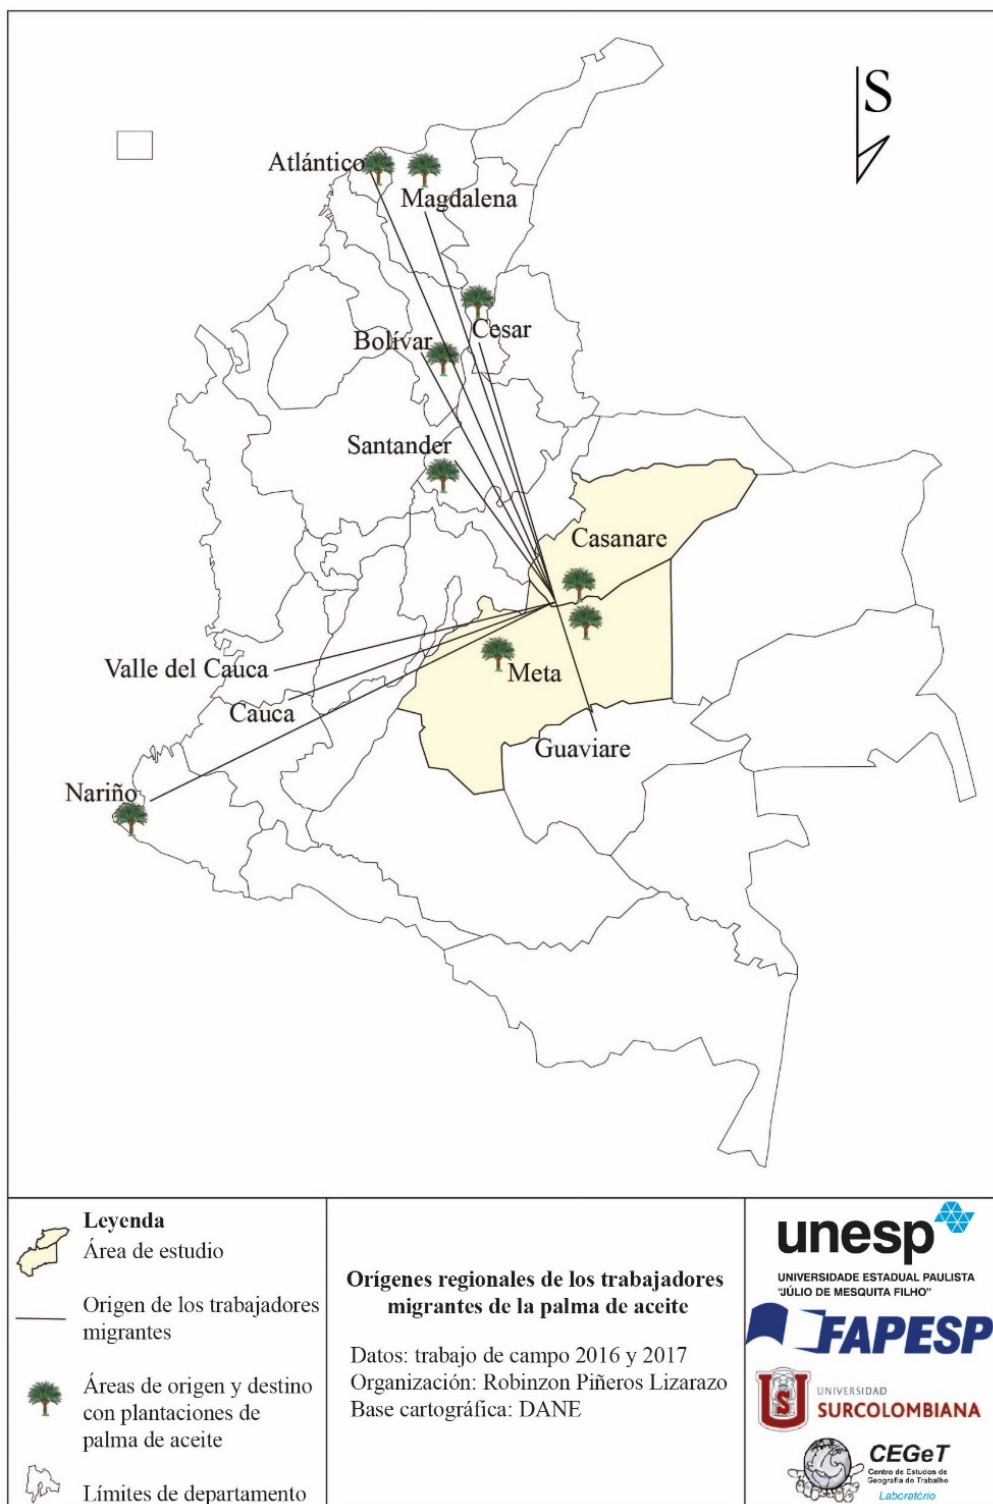 S
Atlántico
Magdalena
Cesar
Bolívar
Santander
Casanare
Valle del Cauca
Meta
Cauca
Guaviare
Nariño
Leyenda
Área de estudio
Origen de los trabajadores
migrantes
Áreas de origen y destino
con plantaciones de
palma de aceite
Límites de departamento
Orígenes regionales de los trabajadores
migrantes de la palma de aceite
Datos: trabajo de campo 2016 y 2017
Organización: Robinzon Piñeros Lizarazo
Base cartográfica: DANE
unesp
UNIVERSIDADE ESTADUAL PAULISTA
"JÚLIO DE MESQUITA FILHO"
FAPESP
UNIVERSIDAD
SURCOLOMBIANA
CEGeT
Centro de Estudos de
Geografia do Trabalho
Laboratório